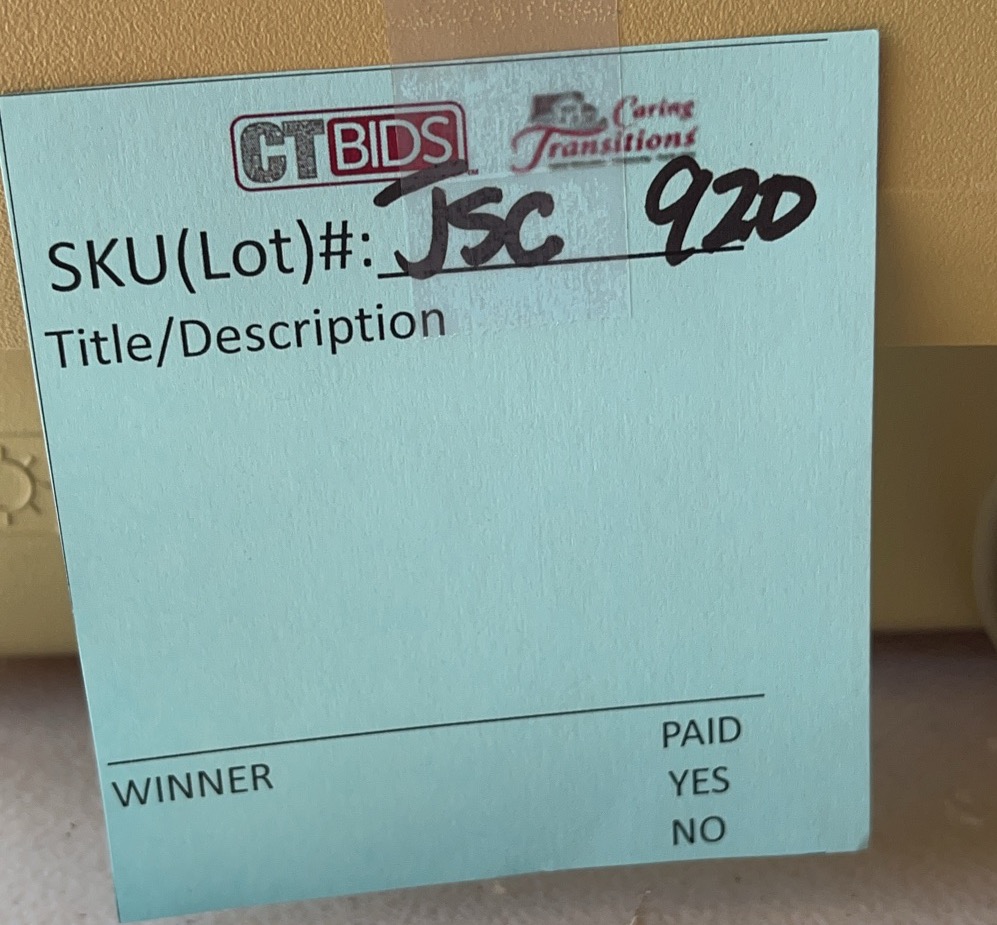 CTBIDS Caring
Transitions
SKU(Lot)#: JSC 920
Title/Description
PAID
WINNER YES
NO